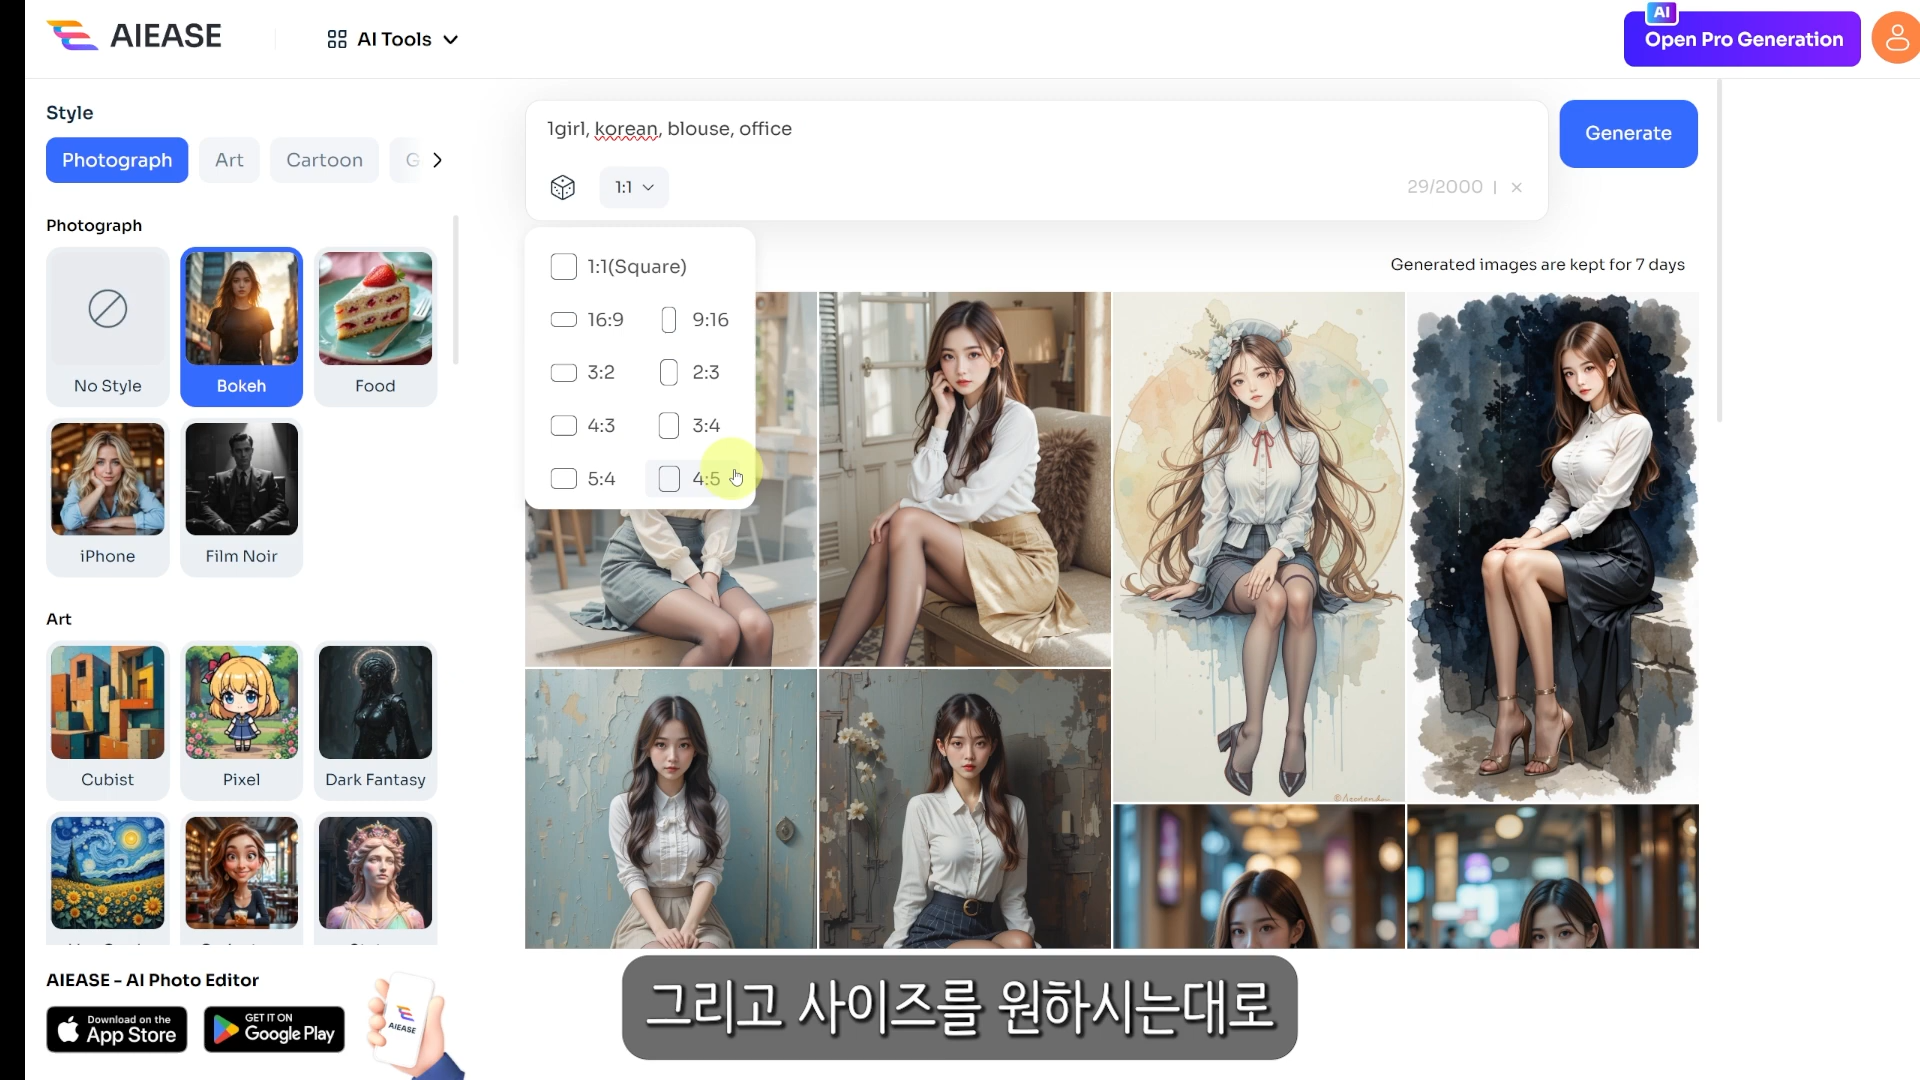 AIEASE
AI Tools
AI
Open Pro Generation
Style
Photograph
Art
Cartoon
G
1girl, korean, blouse, office
1:1
29/2000
Generate
Photograph
No Style
Bokeh
Food
iPhone
Film Noir
1:1(Square)
16:9
9:16
3:2
2:3
4:3
3:4
5:4
4:5
Generated images are kept for 7 days
Art
Cubist
Pixel
Dark Fantasy
AIEASE - AI Photo Editor
Download on the
App Store
GET IT ON
Google Play
AIEASE
그리고 사이즈를 원하시는대로